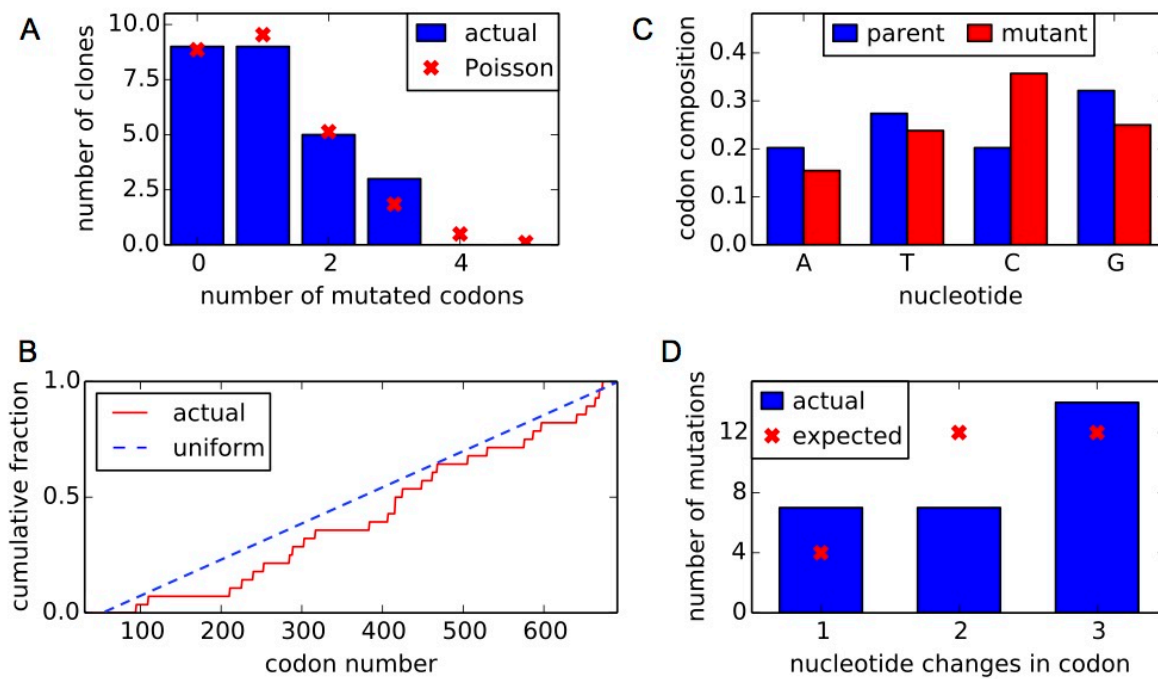 A
number of clones
10.0
7.5
5.0
2.5
0.0
actual
Poisson
0 2 4
number of mutated codons
C
codon composition
0.4
0.3
0.2
0.1
0.0
parent mutant
A T C G
nucleotide
B
cumulative fraction
1.0
0.5
0.0
actual
uniform
100 200 300 400 500 600
codon number
D
number of mutations
12
8
4
0
actual
expected
1 2 3
nucleotide changes in codon